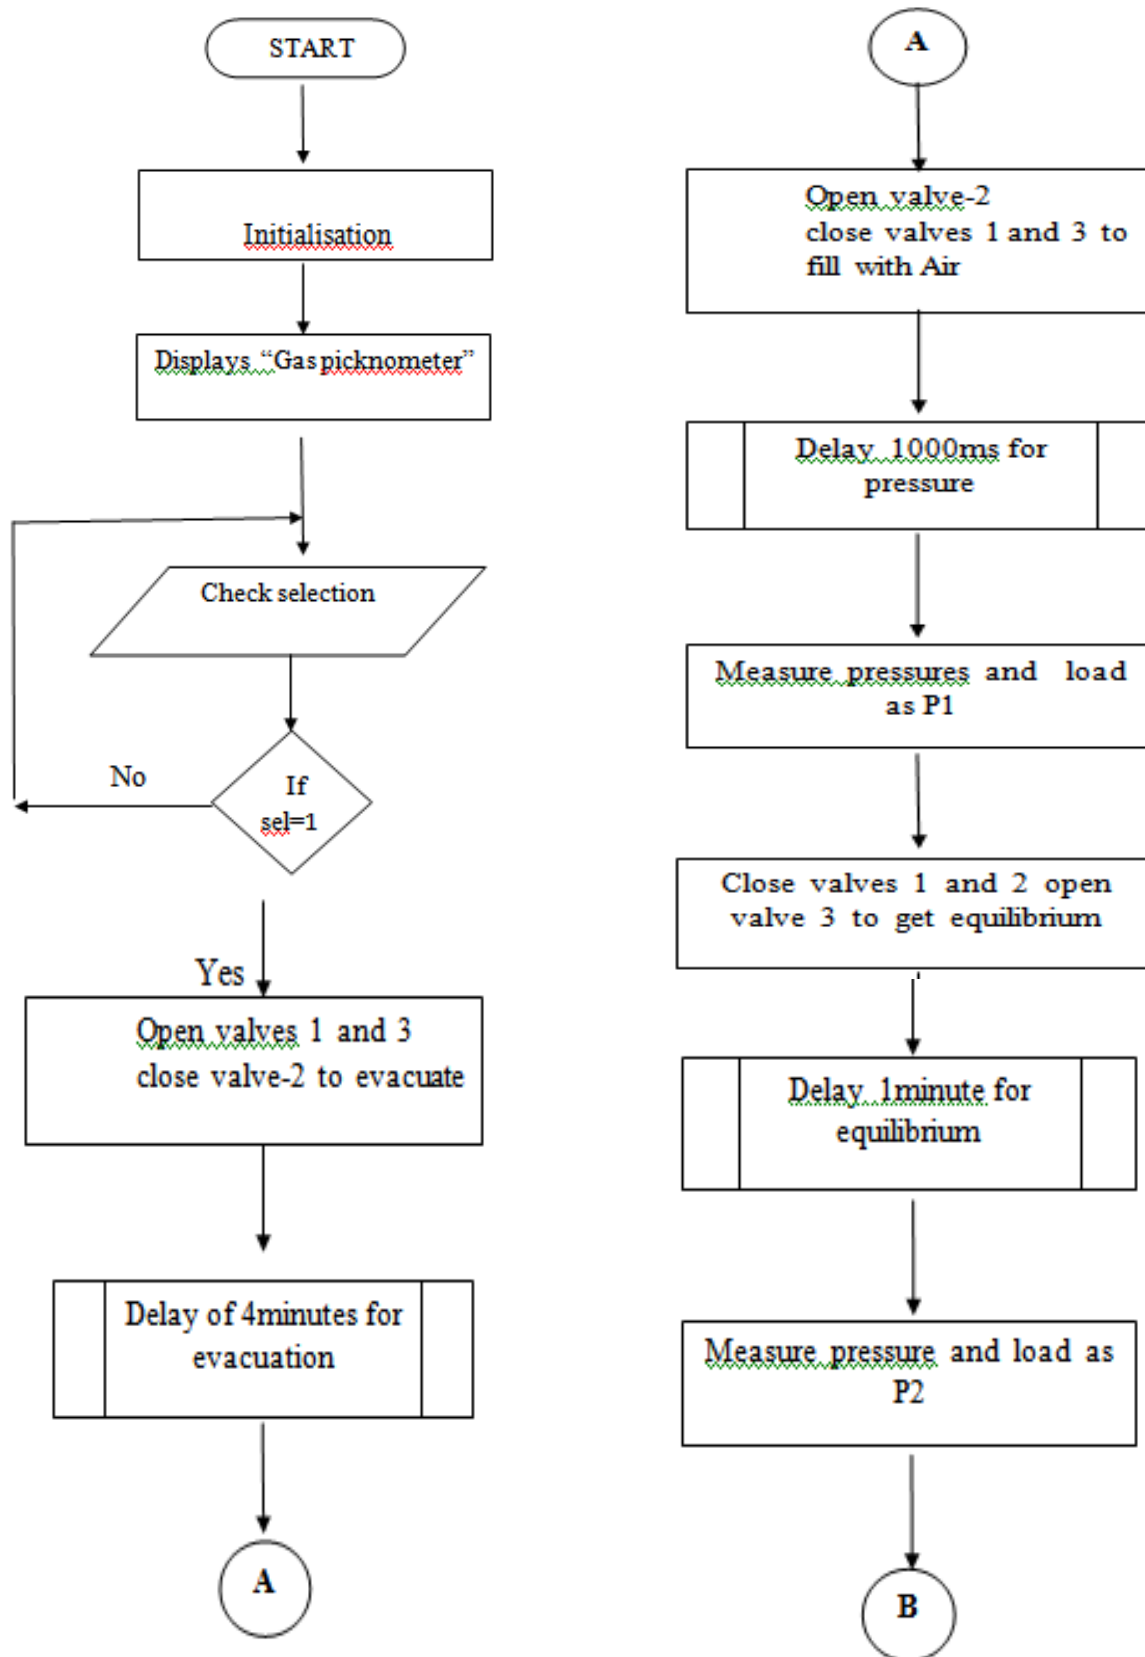 START
Initialisation
Displays “Gas picknometer”
Check selection
No
If
sel=1
Yes
Open valves 1 and 3
close valve-2 to evacuate
Delay of 4minutes for
evacuation
A
A
Open valve-2
close valves 1 and 3 to
fill with Air
Delay 1000ms for
pressure
Measure pressures and load
as P1
Close valves 1 and 2 open
valve 3 to get equilibrium
Delay 1minute for
equilibrium
Measure pressure and load as
P2
B